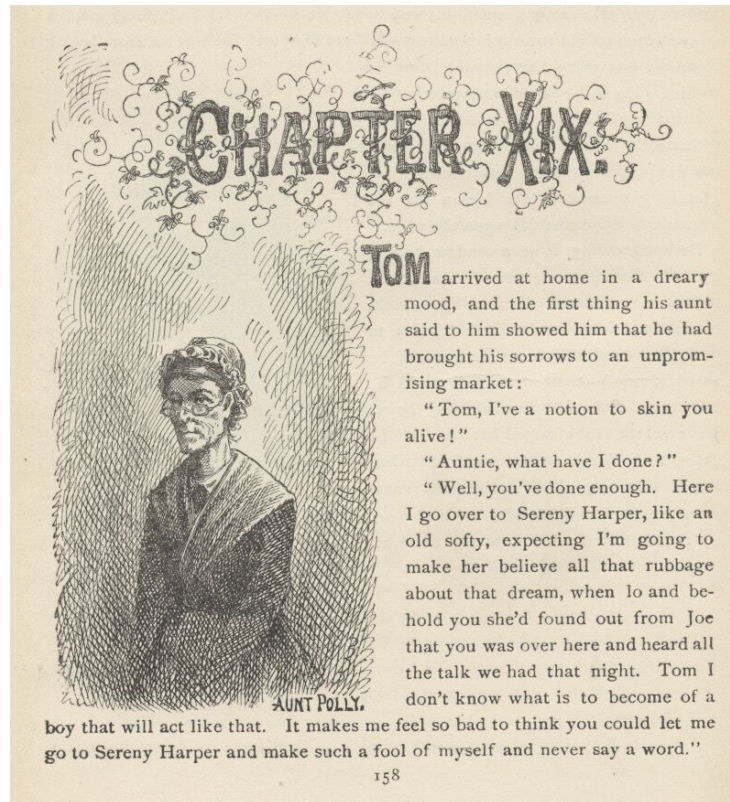 CHAPTER XIX.
TOM arrived at home in a dreary
mood, and the first thing his aunt
said to him showed him that he had
brought his sorrows to an unprom-
ising market:
"Tom, I've a notion to skin you
alive!"
"Auntie, what have I done?"
"Well, you've done enough. Here
I go over to Sereny Harper, like an
old softy, expecting I'm going to
make her believe all that rubbage
about that dream, when lo and be-
hold you she'd found out from Joe
that you was over here and heard all
the talk we had that night. Tom I
don't know what is to become of a
AUNT POLLY.
boy that will act like that. It makes me feel so bad to think you could let me
go to Sereny Harper and make such a fool of myself and never say a word."
158